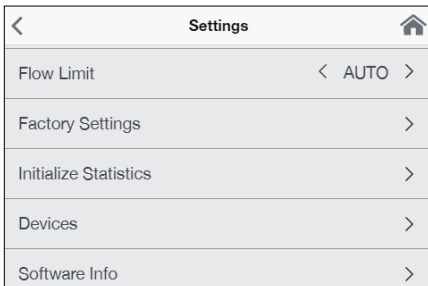 Settings
Flow Limit AUTO
Factory Settings
Initialize Statistics
Devices
Software Info